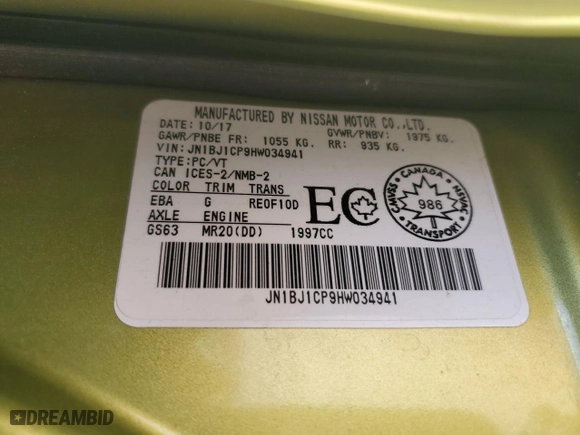 MANUFACTURED BY NISSAN MOTOR CO.,LTD.
DATE: 10/17 GVWR/PNBV: 1975 KG.
GAWR/PNBE FR: 1055 KG. RR: 935 KG.
VIN: JN1BJ1CP9HW034941
TYPE:PC/VT
CAN ICES-2/NMB-2
COLOR TRIM TRANS
EBA G RE0F10D
AXLE ENGINE
GS63 MR20(DD) 1997CC
EC
CANADA
CMVSS 986 NSVAC
TRANSPORT
JN1BJ1CP9HW034941
DREAMBID